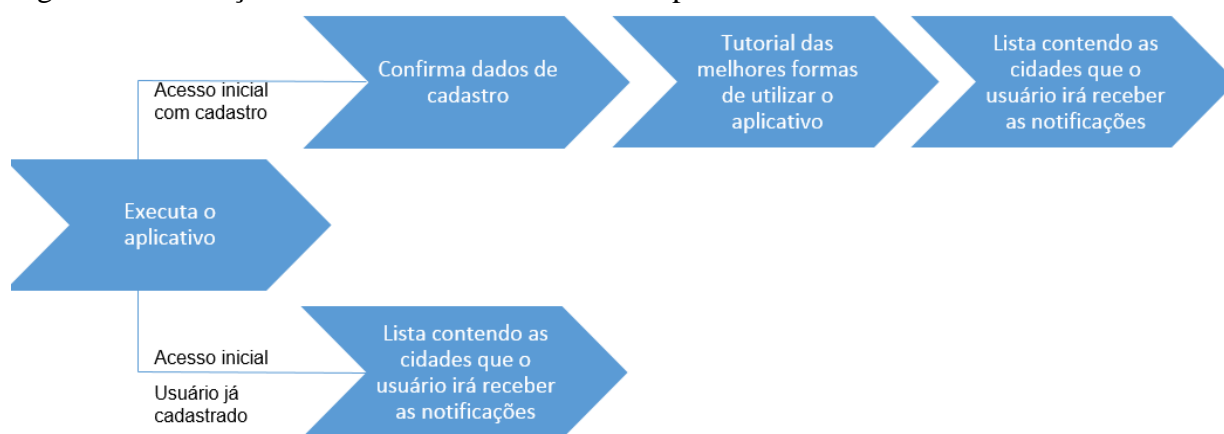 Confirma dados de
cadastro
Tutorial das
melhores formas
de utilizar o
aplicativo
Lista contendo as
cidades que o
usuário irá receber
as notificações
Acesso inicial
com cadastro
Executa o
aplicativo
Acesso inicial
Usuário já
cadastrado
Lista contendo as
cidades que o
usuário irá receber
as notificações